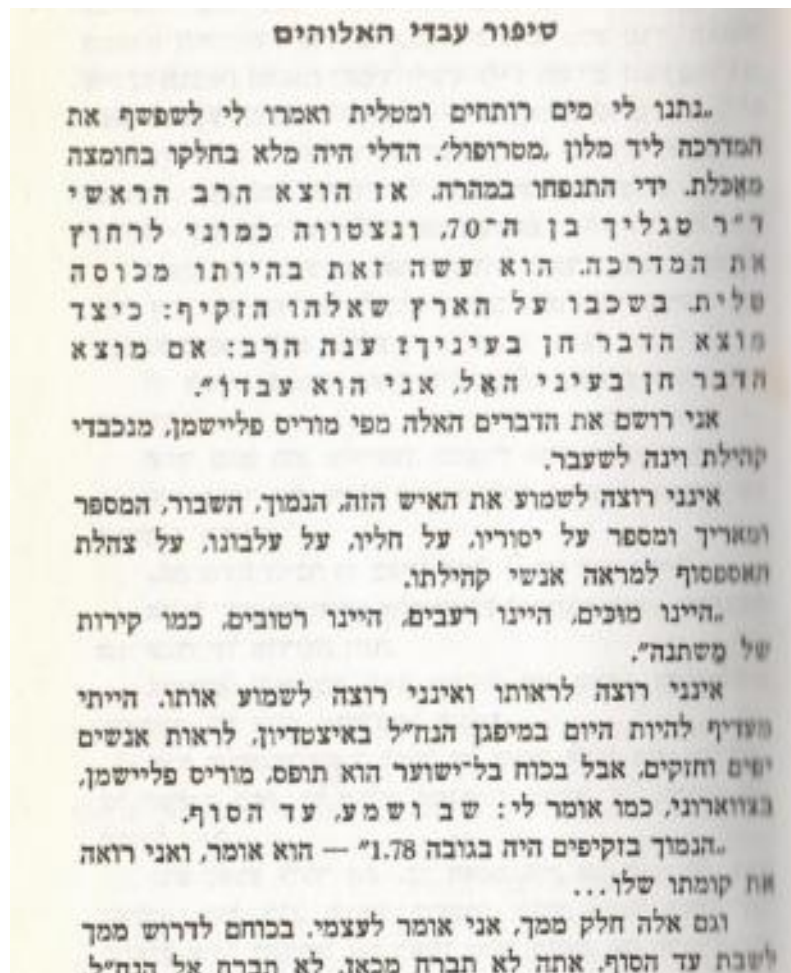 סיפור עבדי האלוהים
„נתנו לי מים רותחים ומטלית ואמרו לי לשפשף את
המדרכה ליד מלון ‚מטרופול׳. הדלי היה מלא בחלקו בחומצה
מאַכּלת. ידי התנפחו במהרה. אז הוצא הרב הראשי
ד״ר טגליך בן ה־70, ונצטווה כמוני לרחוץ
את המדרכה. הוא עשה זאת בהיותו מכוסה
טלית. בשכבו על הארץ שאלהו הזקיף: כיצד
מוצא הדבר חן בעיניך? ענה הרב: אם מוצא
הדבר חן בעיני האֵל, אני הוא עבדוֹ״.
אני רושם את הדברים האלה מפי מוריס פליישמן, מנכבדי
קהילת וינה לשעבר.
אינני רוצה לשמוע את האיש הזה, הנמוך, השבור, המספר
ומאריך ומספר על יסוריו, על חליו, על עלבונו, על צהלת
האספסוף למראה אנשי קהילתו.
„היינו מוּכּים, היינו רעבים, היינו רטובים, כמו קירות
של מַשתנה״.
אינני רוצה לראותו ואינני רוצה לשמוע אותו. הייתי
מעדיף להיות היום במיפגן הנח״ל באיצטדיון, לראות אנשים
יפים וחזקים, אבל בכוח בל־ישוער הוא תופס, מוריס פליישמן,
בצווארוני, כמו אומר לי: שב ושמע, עד הסוף.
„הנמוך בזקיפים היה בגובה 1.78״ — הוא אומר, ואני רואה
את קומתו שלו...
וגם אלה חלק ממך, אני אומר לעצמי. בכוחם לדרוש ממך
לשבת עד הסוף. אתה לא תברח מכאן. לא תברח אל הנח״ל